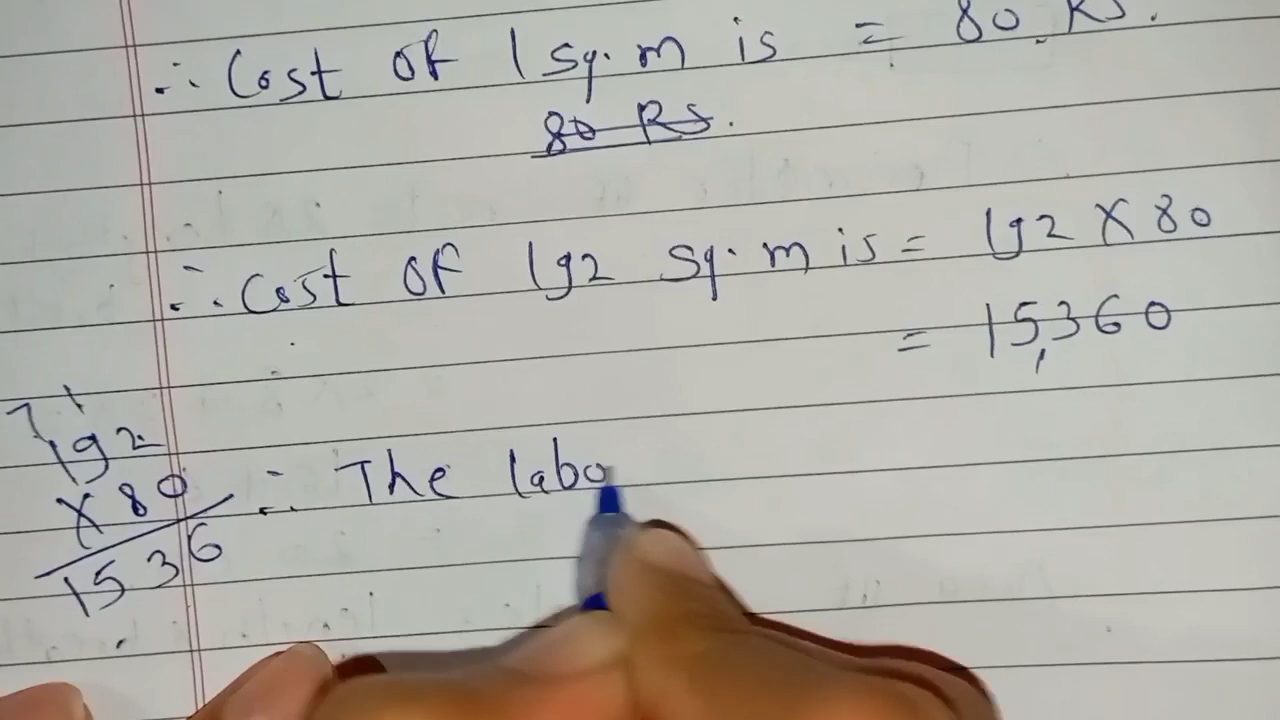 ∴ Cost of 1 sq.m is = 80 Rs.
80 Rs.
∴ Cost of 192 sq.m is = 192 X 80
= 15,360
71
192
X 80
1536
∴ The labo